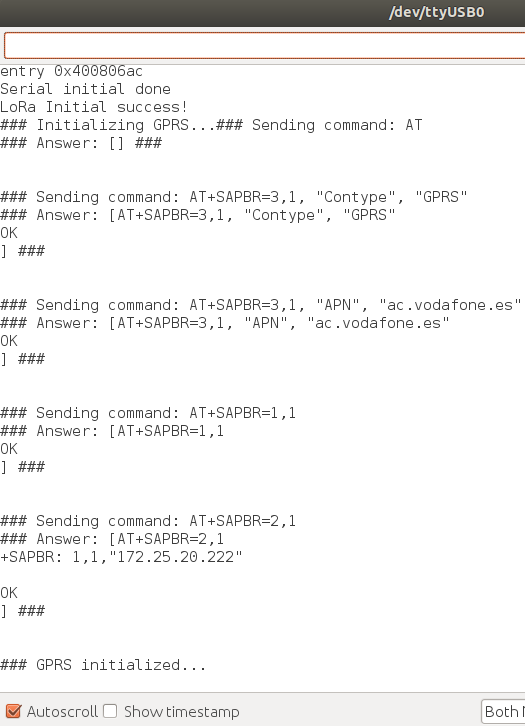 /dev/ttyUSB0
entry 0x400806ac
Serial initial done
LoRa Initial success!
### Initializing GPRS...### Sending command: AT
### Answer: [] ###
### Sending command: AT+SAPBR=3,1, "Contype", "GPRS"
### Answer: [AT+SAPBR=3,1, "Contype", "GPRS"
OK
] ###
### Sending command: AT+SAPBR=3,1, "APN", "ac.vodafone.es"
### Answer: [AT+SAPBR=3,1, "APN", "ac.vodafone.es"
OK
] ###
### Sending command: AT+SAPBR=1,1
### Answer: [AT+SAPBR=1,1
OK
] ###
### Sending command: AT+SAPBR=2,1
### Answer: [AT+SAPBR=2,1
+SAPBR: 1,1,"172.25.20.222"
OK
] ###
### GPRS initialized...
Autoscroll Show timestamp Both